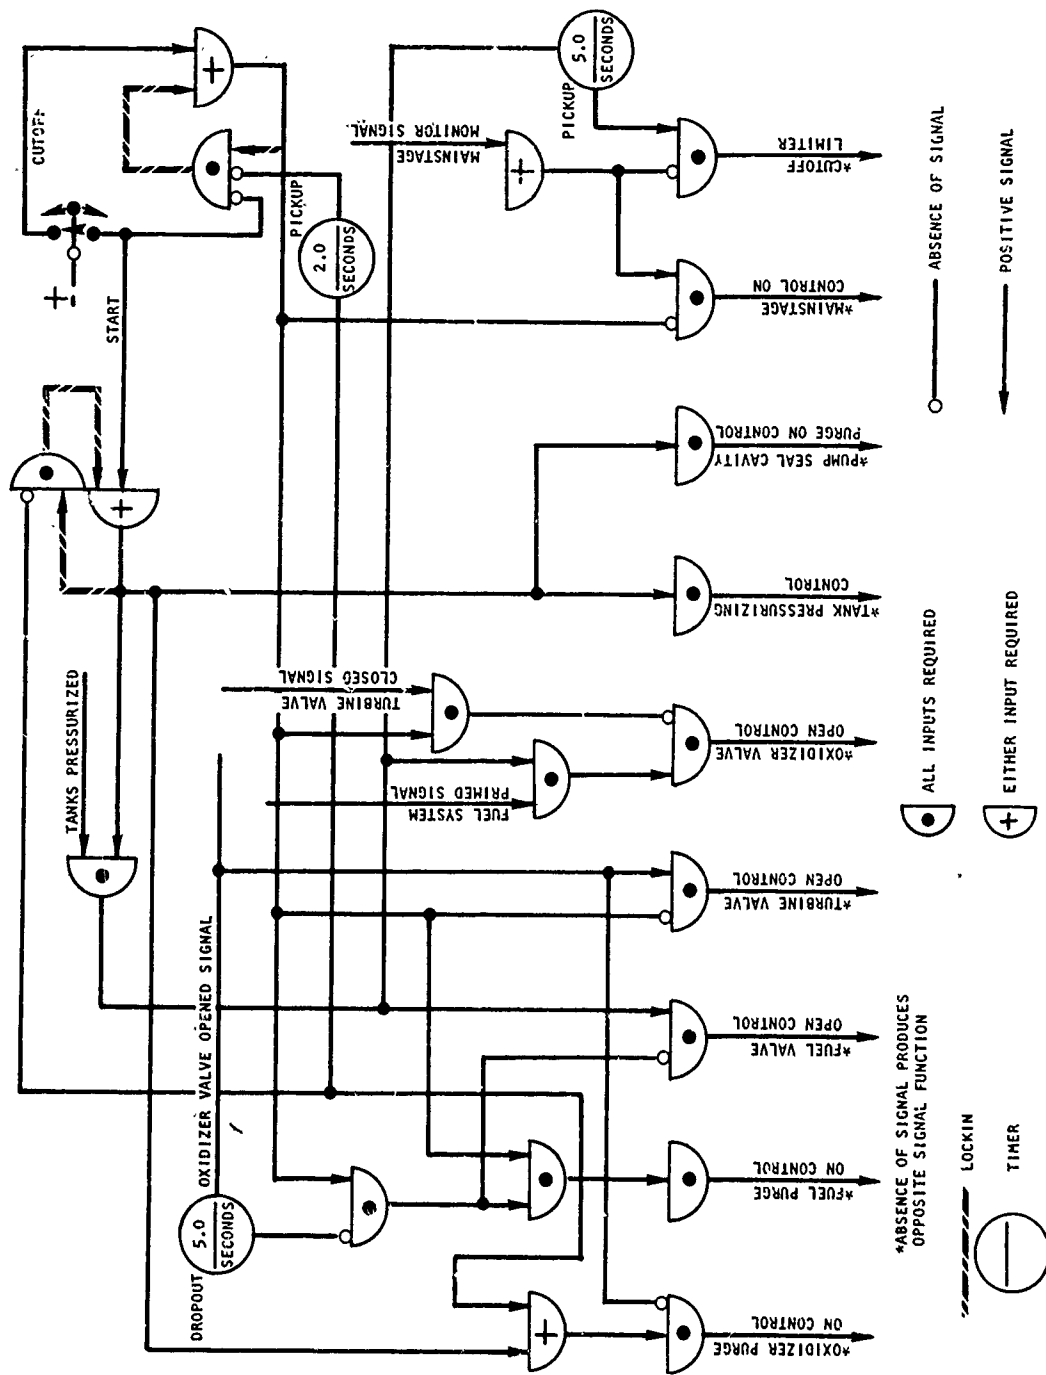 CUTOFF
+
-
START
PICKUP
2.0
SECONDS
PICKUP
5.0
SECONDS
MAINSTAGE
MONITOR SIGNAL
TANKS PRESSURIZED
OXIDIZER VALVE OPENED SIGNAL
DROPOUT
5.0
SECONDS
TURBINE VALVE
CLOSED SIGNAL
FUEL SYSTEM
PRIMED SIGNAL
*OXIDIZER PURGE
ON CONTROL
*FUEL PURGE
ON CONTROL
*FUEL VALVE
OPEN CONTROL
*TURBINE VALVE
OPEN CONTROL
*OXIDIZER VALVE
OPEN CONTROL
*TANK PRESSURIZING
CONTROL
*PUMP SEAL CAVITY
PURGE ON CONTROL
*MAINSTAGE
CONTROL ON
*CUTOFF
LIMITER
*ABSENCE OF SIGNAL PRODUCES
OPPOSITE SIGNAL FUNCTION
LOCKIN
TIMER
ALL INPUTS REQUIRED
EITHER INPUT REQUIRED
ABSENCE OF SIGNAL
POSITIVE SIGNAL